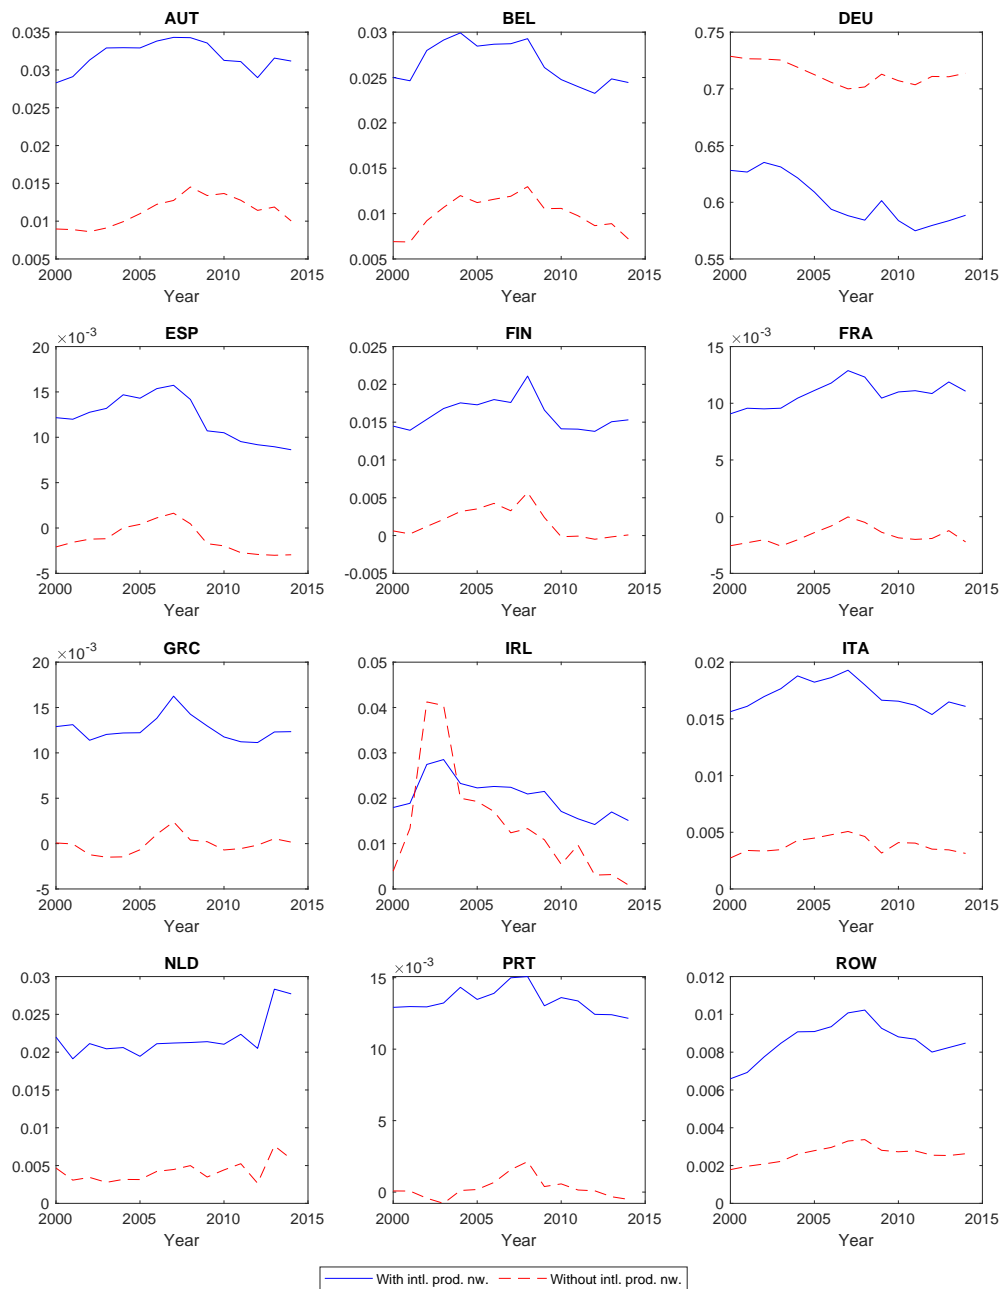 AUT
0.035
0.03
0.025
0.02
0.015
0.01
0.005
2000 2005 2010 2015
Year
BEL
0.03
0.025
0.02
0.015
0.01
0.005
2000 2005 2010 2015
Year
DEU
0.75
0.7
0.65
0.6
0.55
2000 2005 2010 2015
Year
ESP
×10⁻³
20
15
10
5
0
-5
2000 2005 2010 2015
Year
FIN
0.025
0.02
0.015
0.01
0.005
0
-0.005
2000 2005 2010 2015
Year
FRA
×10⁻³
15
10
5
0
-5
2000 2005 2010 2015
Year
GRC
×10⁻³
20
15
10
5
0
-5
2000 2005 2010 2015
Year
IRL
0.05
0.04
0.03
0.02
0.01
0
2000 2005 2010 2015
Year
ITA
0.02
0.015
0.01
0.005
0
2000 2005 2010 2015
Year
NLD
0.03
0.025
0.02
0.015
0.01
0.005
0
2000 2005 2010 2015
Year
PRT
×10⁻³
15
10
5
0
2000 2005 2010 2015
Year
ROW
0.012
0.01
0.008
0.006
0.004
0.002
0
2000 2005 2010 2015
Year
With intl. prod. nw. Without intl. prod. nw.